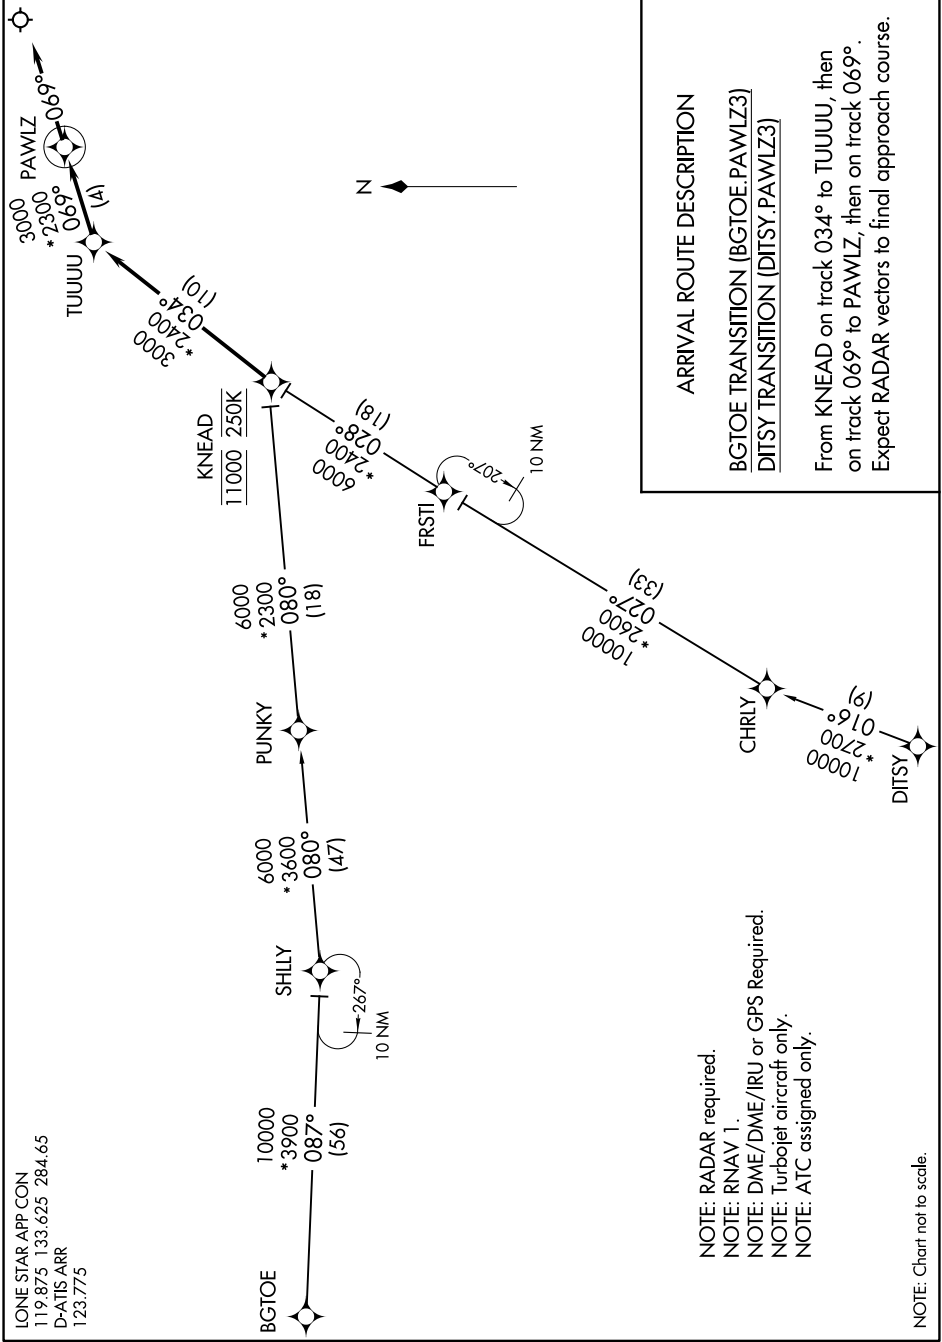 LONE STAR APP CON
119.875 133.625 284.65
D-ATIS ARR
123.775
BGTOE
10000
*3900
087°
(56)
SHLLY
267°
10 NM
6000
*3600
080°
(47)
PUNKY
6000
*2300
080°
(18)
KNEAD
11000 250K
3000
*2400
034°
(10)
TUUUU
3000
*2300
069°
(4)
PAWLZ
069°
N
6000
*2400
028°
(18)
FRSTI
207°
10 NM
10000
*2600
027°
(33)
CHRLY
10000
*2700
016°
(9)
DITSY
NOTE: RADAR required.
NOTE: RNAV 1.
NOTE: DME/DME/IRU or GPS Required.
NOTE: Turbojet aircraft only.
NOTE: ATC assigned only.
NOTE: Chart not to scale.
ARRIVAL ROUTE DESCRIPTION
BGTOE TRANSITION (BGTOE.PAWLZ3)
DITSY TRANSITION (DITSY.PAWLZ3)
From KNEAD on track 034° to TUUUU, then
on track 069° to PAWLZ, then on track 069°.
Expect RADAR vectors to final approach course.